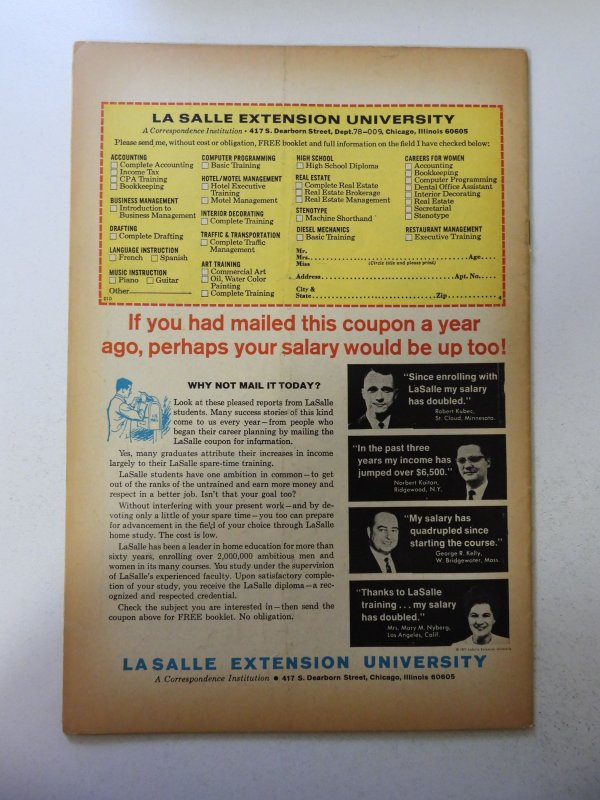 LA SALLE EXTENSION UNIVERSITY
A Correspondence Institution • 417 S. Dearborn Street, Dept. 78-009, Chicago, Illinois 60605
Please send me, without cost or obligation, FREE booklet and full information on the field I have checked below:
ACCOUNTING
Complete Accounting
Income Tax
CPA Training
Bookkeeping
BUSINESS MANAGEMENT
Introduction to
Business Management
DRAFTING
Complete Drafting
LANGUAGE INSTRUCTION
French Spanish
MUSIC INSTRUCTION
Piano Guitar
Other
COMPUTER PROGRAMMING
Basic Training
HOTEL/MOTEL MANAGEMENT
Hotel Executive
Training
Motel Management
INTERIOR DECORATING
Complete Training
TRAFFIC & TRANSPORTATION
Complete Traffic
Management
ART TRAINING
Commercial Art
Oil, Water Color
Painting
Complete Training
HIGH SCHOOL
High School Diploma
REAL ESTATE
Complete Real Estate
Real Estate Brokerage
Real Estate Management
STENOTYPE
Machine Shorthand
DIESEL MECHANICS
Basic Training
CAREERS FOR WOMEN
Accounting
Bookkeeping
Computer Programming
Dental Office Assistant
Interior Decorating
Real Estate
Secretarial
Stenotype
RESTAURANT MANAGEMENT
Executive Training
Mr.
Mrs. Age
Miss (Circle title and please print)
Address Apt. No.
City &
State Zip 4
If you had mailed this coupon a year
ago, perhaps your salary would be up too!
WHY NOT MAIL IT TODAY?
Look at these pleased reports from LaSalle
students. Many success stories of this kind
come to us every year—from people who
began their career planning by mailing the
LaSalle coupon for information.
Yes, many graduates attribute their increases in income
largely to their LaSalle spare-time training.
LaSalle students have one ambition in common—to get
out of the ranks of the untrained and earn more money and
respect in a better job. Isn't that your goal too?
Without interfering with your present work—and by de-
voting only a little of your spare time—you too can prepare
for advancement in the field of your choice through LaSalle
home study. The cost is low.
LaSalle has been a leader in home education for more than
sixty years, enrolling over 2,000,000 ambitious men and
women in its many courses. You study under the supervision
of LaSalle's experienced faculty. Upon satisfactory comple-
tion of your study, you receive the LaSalle diploma—a rec-
ognized and respected credential.
Check the subject you are interested in—then send the
coupon above for FREE booklet. No obligation.
"Since enrolling with
LaSalle my salary
has doubled."
Robert Kubec,
St. Cloud, Minnesota.
"In the past three
years my income has
jumped over $6,500."
Norbert Kaitan,
Ridgewood, N.Y.
"My salary has
quadrupled since
starting the course."
George R. Kelly,
W. Bridgewater, Mass.
"Thanks to LaSalle
training . . . my salary
has doubled."
Mrs. Mary M. Nyberg,
Los Angeles, Calif.
LA SALLE EXTENSION UNIVERSITY
A Correspondence Institution • 417 S. Dearborn Street, Chicago, Illinois 60605